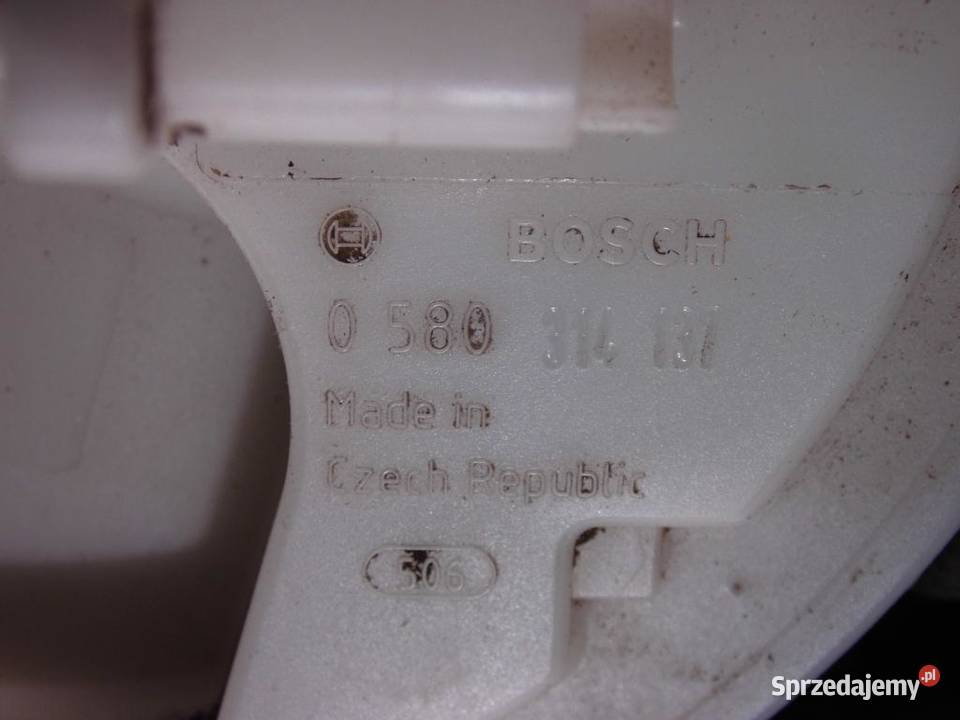 BOSCH
0 580 314 137
Made in
Czech Republic
506
Sprzedajemy.pl